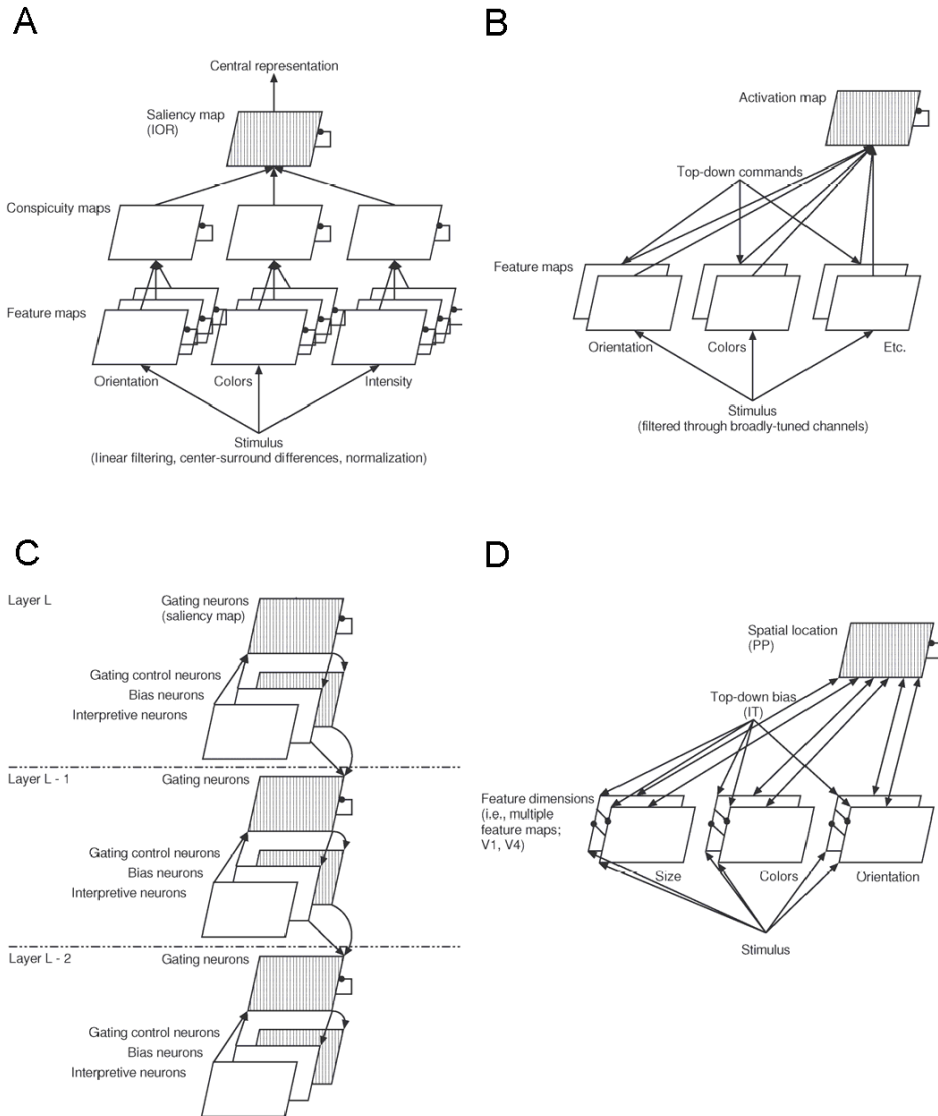 A
Central representation
Saliency map
(IOR)
Conspicuity maps
Feature maps
Orientation
Colors
Intensity
Stimulus
(linear filtering, center-surround differences, normalization)
B
Activation map
Top-down commands
Feature maps
Orientation
Colors
Etc.
Stimulus
(filtered through broadly-tuned channels)
C
Layer L
Gating neurons
(saliency map)
Gating control neurons
Bias neurons
Interpretive neurons
Layer L - 1
Gating neurons
Gating control neurons
Bias neurons
Interpretive neurons
Layer L - 2
Gating neurons
Gating control neurons
Bias neurons
Interpretive neurons
D
Spatial location
(PP)
Top-down bias
(IT)
Feature dimensions
(i.e., multiple
feature maps;
V1, V4)
Size
Colors
Orientation
Stimulus